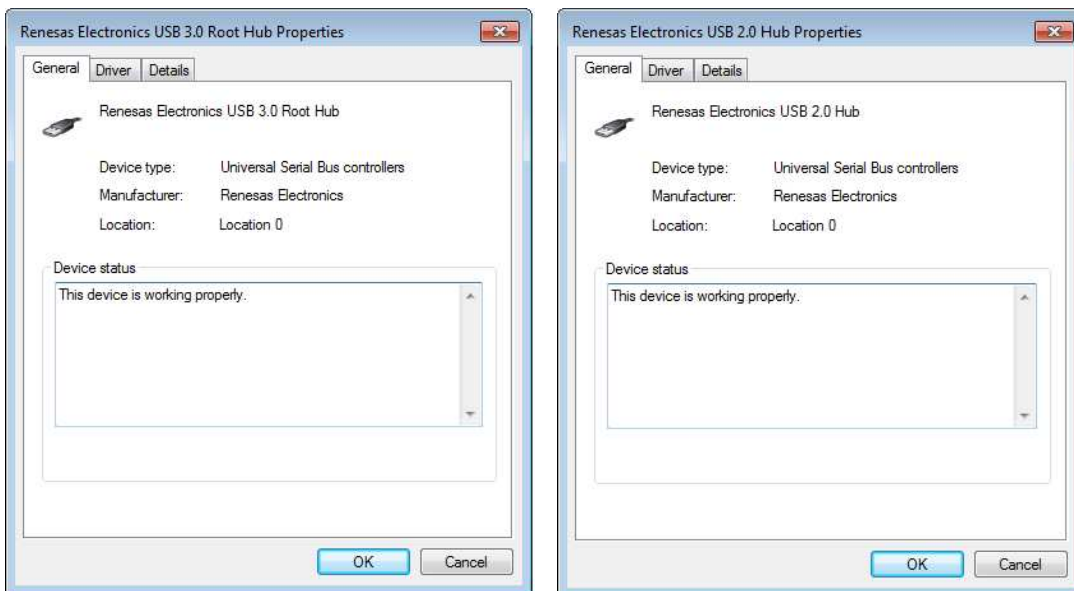 Renesas Electronics USB 3.0 Root Hub Properties
General Driver Details
Renesas Electronics USB 3.0 Root Hub
Device type: Universal Serial Bus controllers
Manufacturer: Renesas Electronics
Location: Location 0
Device status
This device is working properly.
OK Cancel
Renesas Electronics USB 2.0 Hub Properties
General Driver Details
Renesas Electronics USB 2.0 Hub
Device type: Universal Serial Bus controllers
Manufacturer: Renesas Electronics
Location: Location 0
Device status
This device is working properly.
OK Cancel